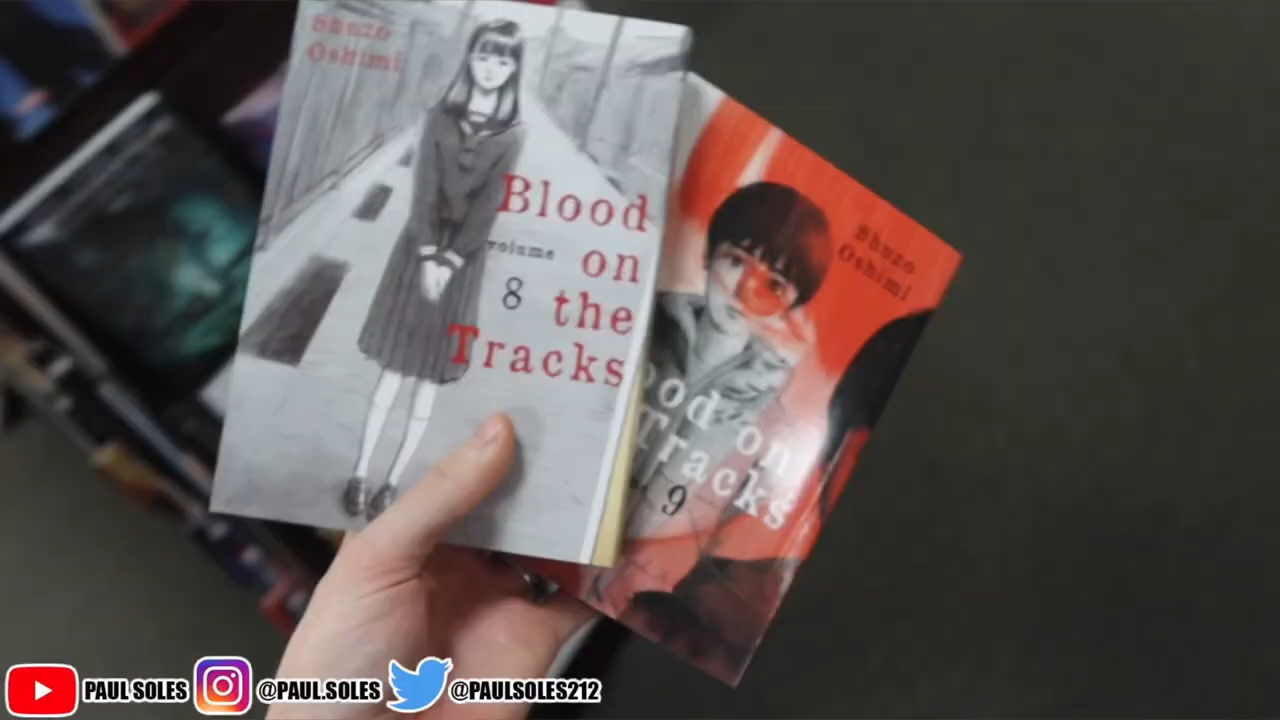 Shuzo
Oshimi
Blood
volume
on
8
the
Tracks
Shuzo
Oshimi
ood on
Tracks
9
PAUL SOLES
@PAUL.SOLES
@PAULSOLES212